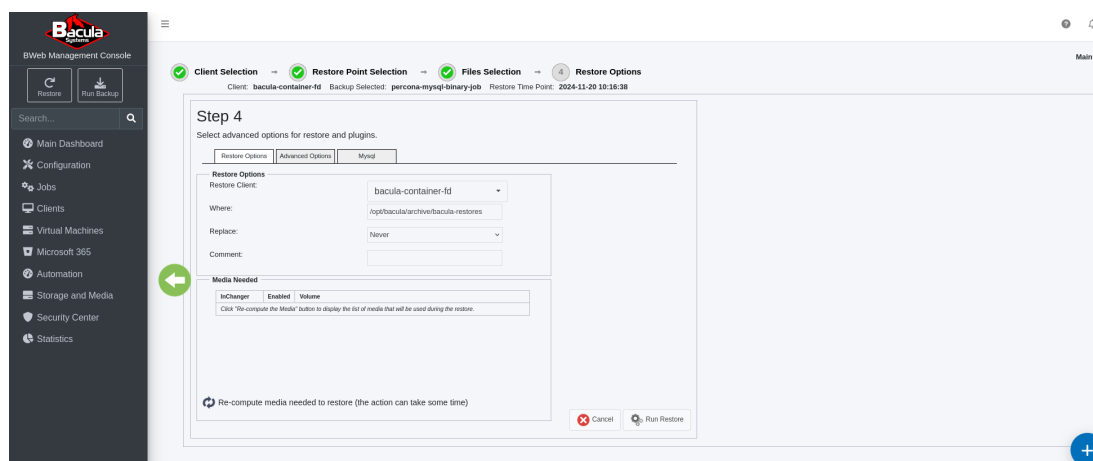 Bacula
Systems
BWeb Management Console
Restore
Run Backup
Search...
Main Dashboard
Configuration
Jobs
Clients
Virtual Machines
Microsoft 365
Automation
Storage and Media
Security Center
Statistics
Main
Client Selection → Restore Point Selection → Files Selection → 4 Restore Options
Client: bacula-container-fd Backup Selected: percona-mysql-binary-job Restore Time Point: 2024-11-20 10:16:38
Step 4
Select advanced options for restore and plugins.
Restore Options Advanced Options Mysql
Restore Options
Restore Client: bacula-container-fd
Where: /opt/bacula/archive/bacula-restores
Replace: Never
Comment:
Media Needed
InChanger Enabled Volume
Click "Re-compute the Media" button to display the list of media that will be used during the restore.
Re-compute media needed to restore (the action can take some time)
Cancel Run Restore